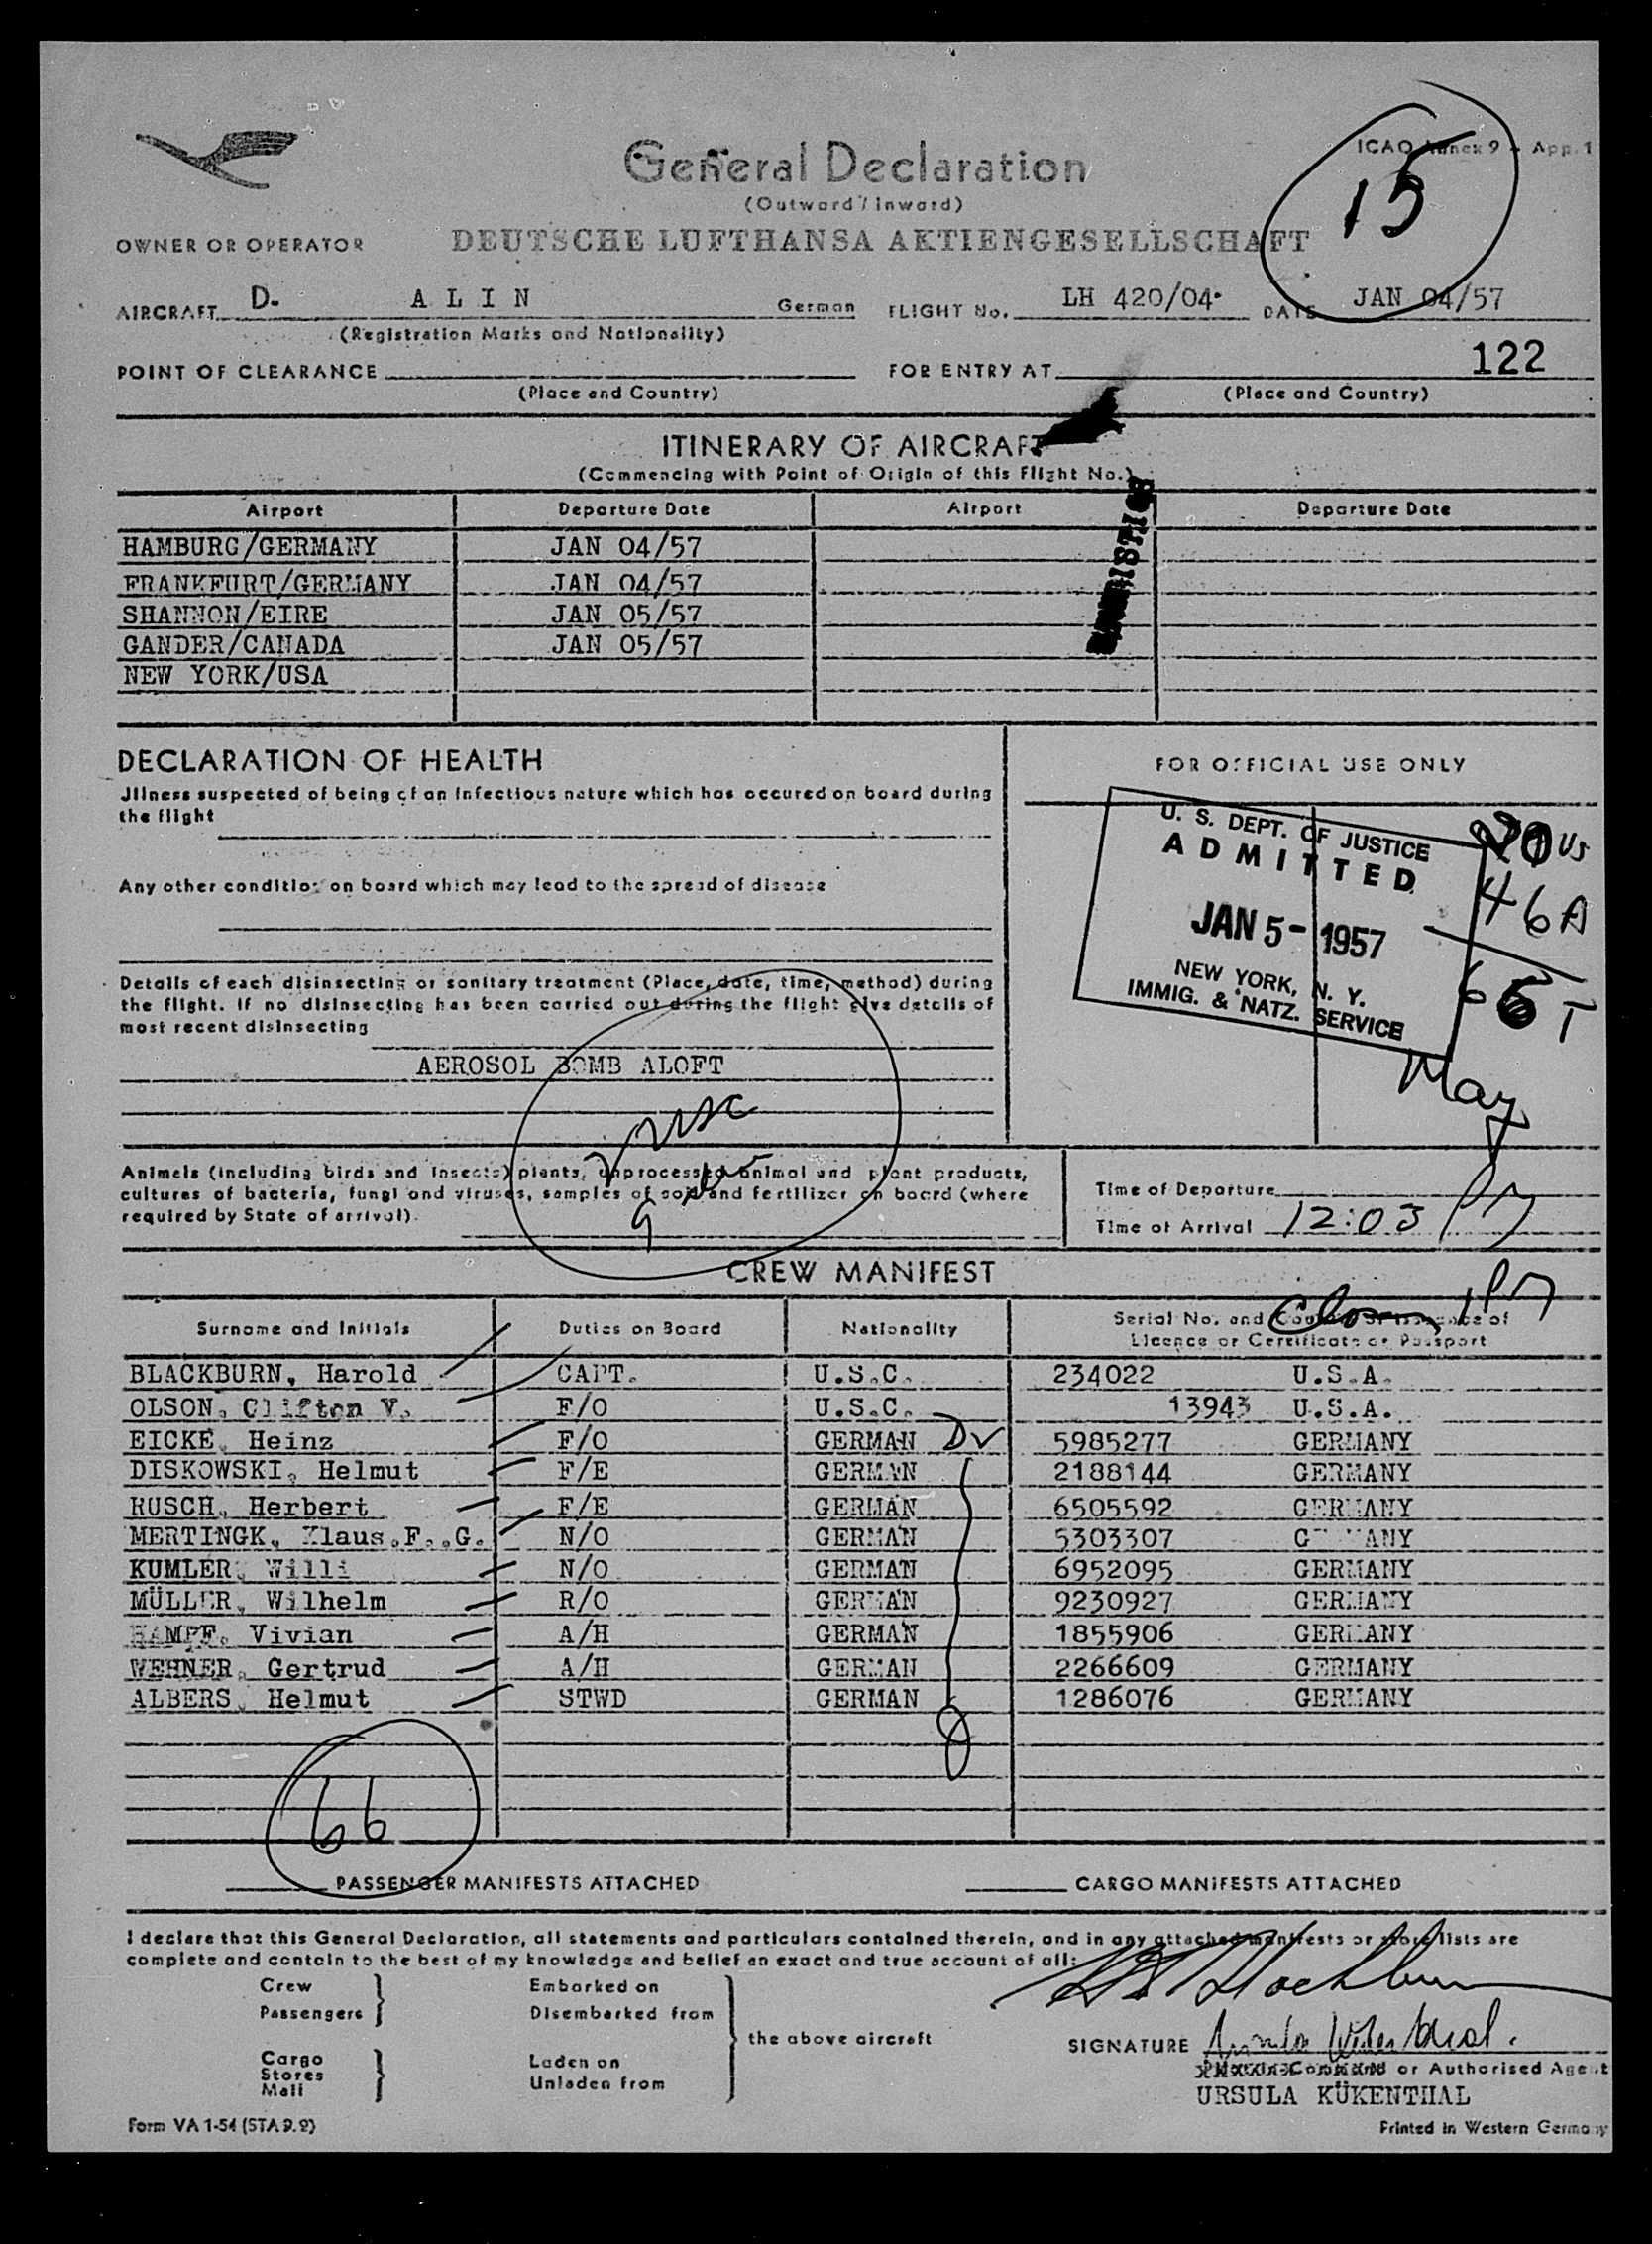 ICAO Annex 9 - App. 1
15
General Declaration
(Outward / Inward)
OWNER OR OPERATOR DEUTSCHE LUFTHANSA AKTIENGESELLSCHAFT
AIRCRAFT D- A L I N German FLIGHT No. LH 420/04. DATE JAN 04/57
(Registration Marks and Nationality)
122
POINT OF CLEARANCE FOR ENTRY AT
(Place and Country) (Place and Country)
ITINERARY OF AIRCRAFT
(Commencing with Point of Origin of this Flight No.)
Airport Departure Date Airport Departure Date
HAMBURG/GERMANY JAN 04/57
FRANKFURT/GERMANY JAN 04/57
SHANNON/EIRE JAN 05/57
GANDER/CANADA JAN 05/57
NEW YORK/USA
DECLARATION OF HEALTH
Jllness suspected of being of an infectious nature which has occured on board during
the flight
Any other condition on board which may lead to the spread of disease
Details of each disinsecting or sanitary treatment (Place, date, time, method) during
the flight. If no disinsecting has been carried out during the flight give details of
most recent disinsecting
AEROSOL BOMB ALOFT
FOR OFFICIAL USE ONLY
U. S. DEPT. OF JUSTICE
ADMITTED
JAN 5 - 1957
NEW YORK, N. Y.
IMMIG. & NATZ. SERVICE
20 US
46 A
66 T
May
Animals (including birds and insects) plants, unprocessed animal and plant products,
cultures of bacteria, fungi and viruses, samples of soil and fertilizer on board (where
required by State of arrival).
Time of Departure
Time of Arrival 12:03 PM
CREW MANIFEST
Surname and Initials Duties on Board Nationality Serial No. and Country of Issuance of
Licence or Certificate or Passport
BLACKBURN, Harold CAPT. U.S.C. 234022 U.S.A.
OLSON, Clifton V. F/O U.S.C. 13943 U.S.A.
EICKE, Heinz F/O GERMAN 5985277 GERMANY
DISKOWSKI, Helmut F/E GERMAN 2188144 GERMANY
RUSCH, Herbert F/E GERMAN 6505592 GERMANY
MERTINGK, Klaus.F..G. N/O GERMAN 5303307 GERMANY
KUMLER, Willi N/O GERMAN 6952095 GERMANY
MÜLLER, Wilhelm R/O GERMAN 9230927 GERMANY
Vivian A/H GERMAN 1855906 GERMANY
WEHNER, Gertrud A/H GERMAN 2266609 GERMANY
ALBERS, Helmut STWD GERMAN 1286076 GERMANY
66
PASSENGER MANIFESTS ATTACHED CARGO MANIFESTS ATTACHED
I declare that this General Declaration, all statements and particulars contained therein, and in any attached manifests or store lists are
complete and contain to the best of my knowledge and belief an exact and true account of all:
Crew Embarked on
Passengers Disembarked from
the above aircraft
Cargo Laden on
Stores Unladen from
Mail
SIGNATURE
or Authorised Agent
URSULA KÜKENTHAL
Form VA 1-54 (STA 9.2) Printed in Western Germany